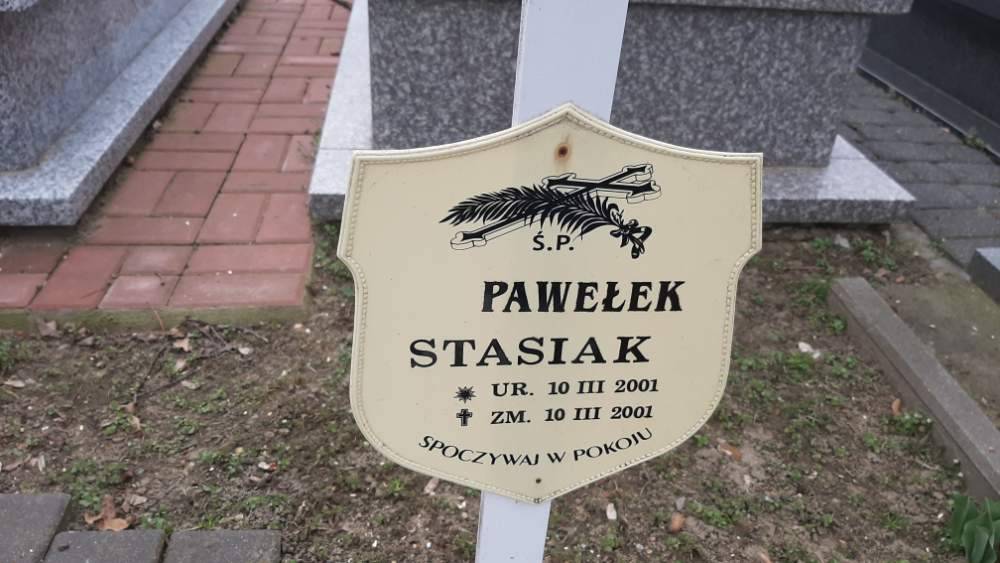 Ś.P.
PAWEŁEK
STASIAK
UR. 10 III 2001
ZM. 10 III 2001
SPOCZYWAJ W POKOJU